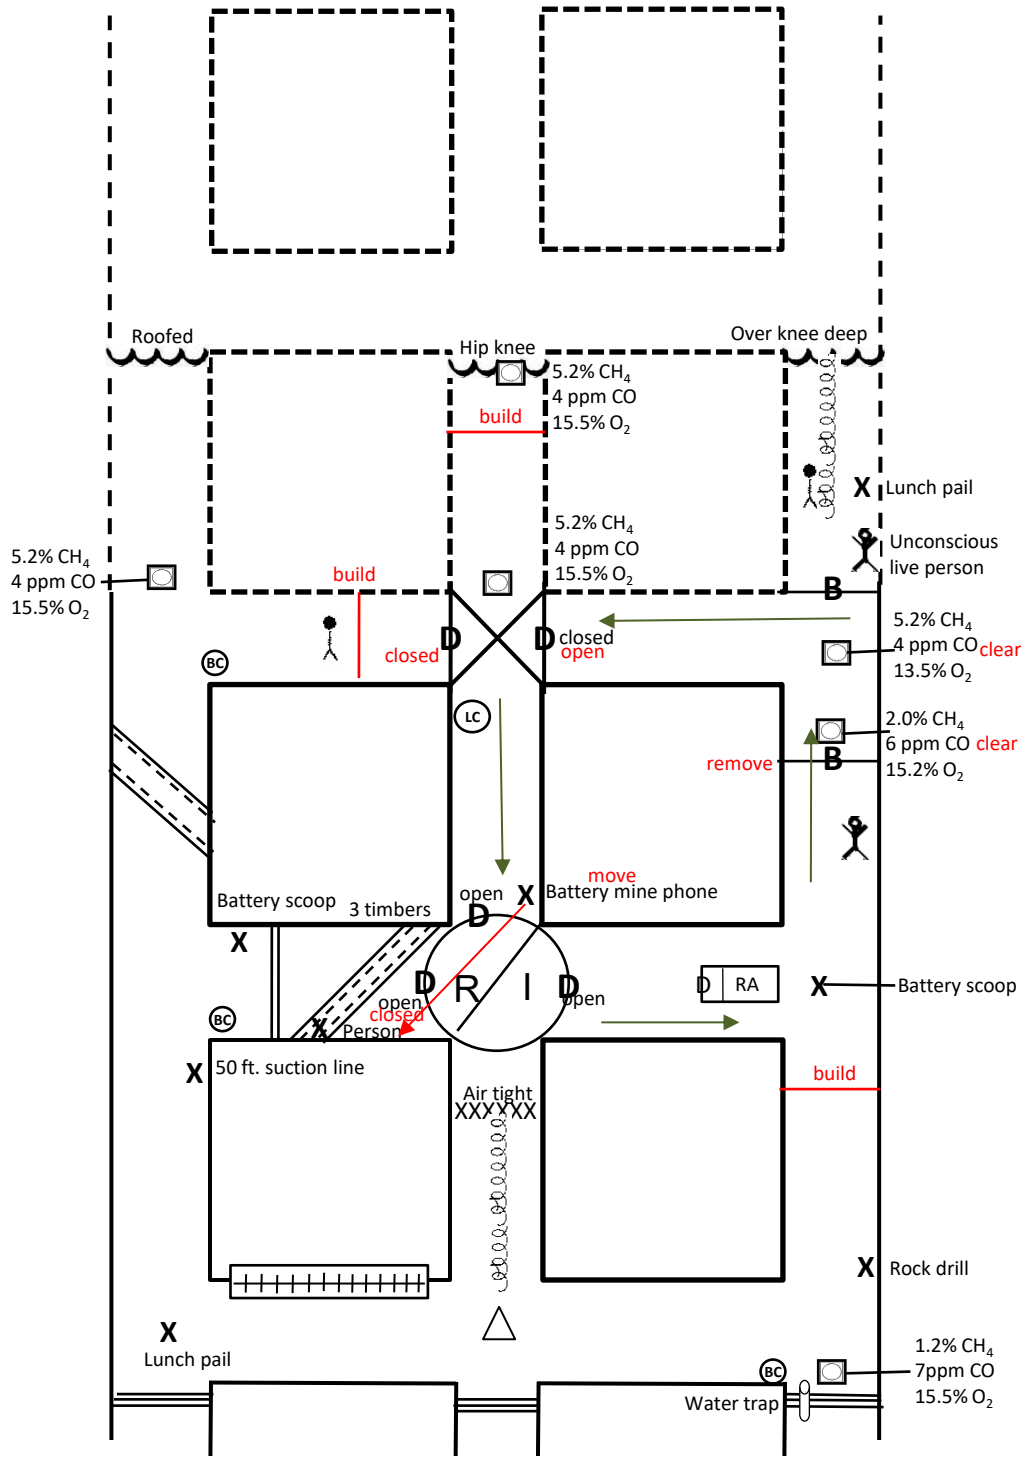 Roofed
Hip knee
Over knee deep
5.2% CH₄
4 ppm CO
15.5% O₂
build
X Lunch pail
5.2% CH₄
4 ppm CO
15.5% O₂
Unconscious
live person
5.2% CH₄
4 ppm CO
15.5% O₂
build
B
D
closed
D closed
open
5.2% CH₄
4 ppm CO clear
13.5% O₂
BC
LC
2.0% CH₄
6 ppm CO clear
15.2% O₂
remove
B
move
open
D
X Battery mine phone
Battery scoop
3 timbers
X
D
open
closed
R I
D
open
D RA
X Battery scoop
BC
X Person
X 50 ft. suction line
build
Air tight
XXXXXX
X Rock drill
X
Lunch pail
1.2% CH₄
7ppm CO
15.5% O₂
BC
Water trap